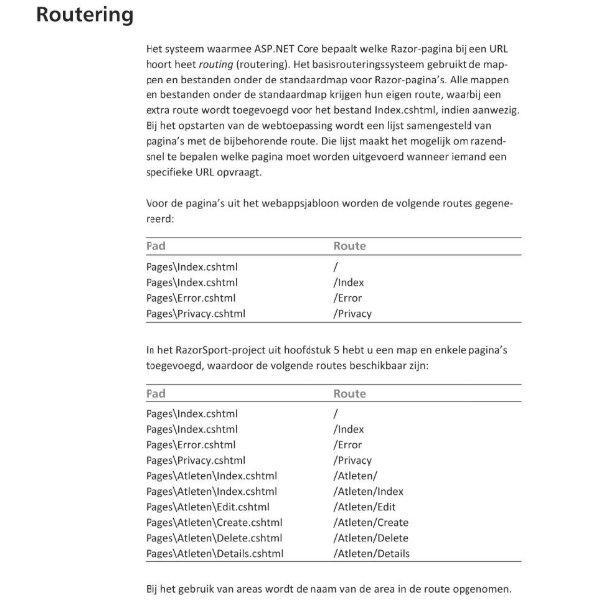 Routering
Het systeem waarmee ASP.NET Core bepaalt welke Razor-pagina bij een URL
hoort heet routing (routering). Het basisrouteringssysteem gebruikt de map-
pen en bestanden onder de standaardmap voor Razor-pagina's. Alle mappen
en bestanden onder de standaardmap krijgen hun eigen route, waarbij een
extra route wordt toegevoegd voor het bestand Index.cshtml, indien aanwezig.
Bij het opstarten van de webtoepassing wordt een lijst samengesteld van
pagina's met de bijbehorende route. Die lijst maakt het mogelijk om razend-
snel te bepalen welke pagina moet worden uitgevoerd wanneer iemand een
specifieke URL opvraagt.
Voor de pagina's uit het webappsjabloon worden de volgende routes gegene-
reerd:
Pad Route
Pages\Index.cshtml /
Pages\Index.cshtml /Index
Pages\Error.cshtml /Error
Pages\Privacy.cshtml /Privacy
In het RazorSport-project uit hoofdstuk 5 hebt u een map en enkele pagina's
toegevoegd, waardoor de volgende routes beschikbaar zijn:
Pad Route
Pages\Index.cshtml /
Pages\Index.cshtml /Index
Pages\Error.cshtml /Error
Pages\Privacy.cshtml /Privacy
Pages\Atleten\Index.cshtml /Atleten/
Pages\Atleten\Index.cshtml /Atleten/Index
Pages\Atleten\Edit.cshtml /Atleten/Edit
Pages\Atleten\Create.cshtml /Atleten/Create
Pages\Atleten\Delete.cshtml /Atleten/Delete
Pages\Atleten\Details.cshtml /Atleten/Details
Bij het gebruik van areas wordt de naam van de area in de route opgenomen.